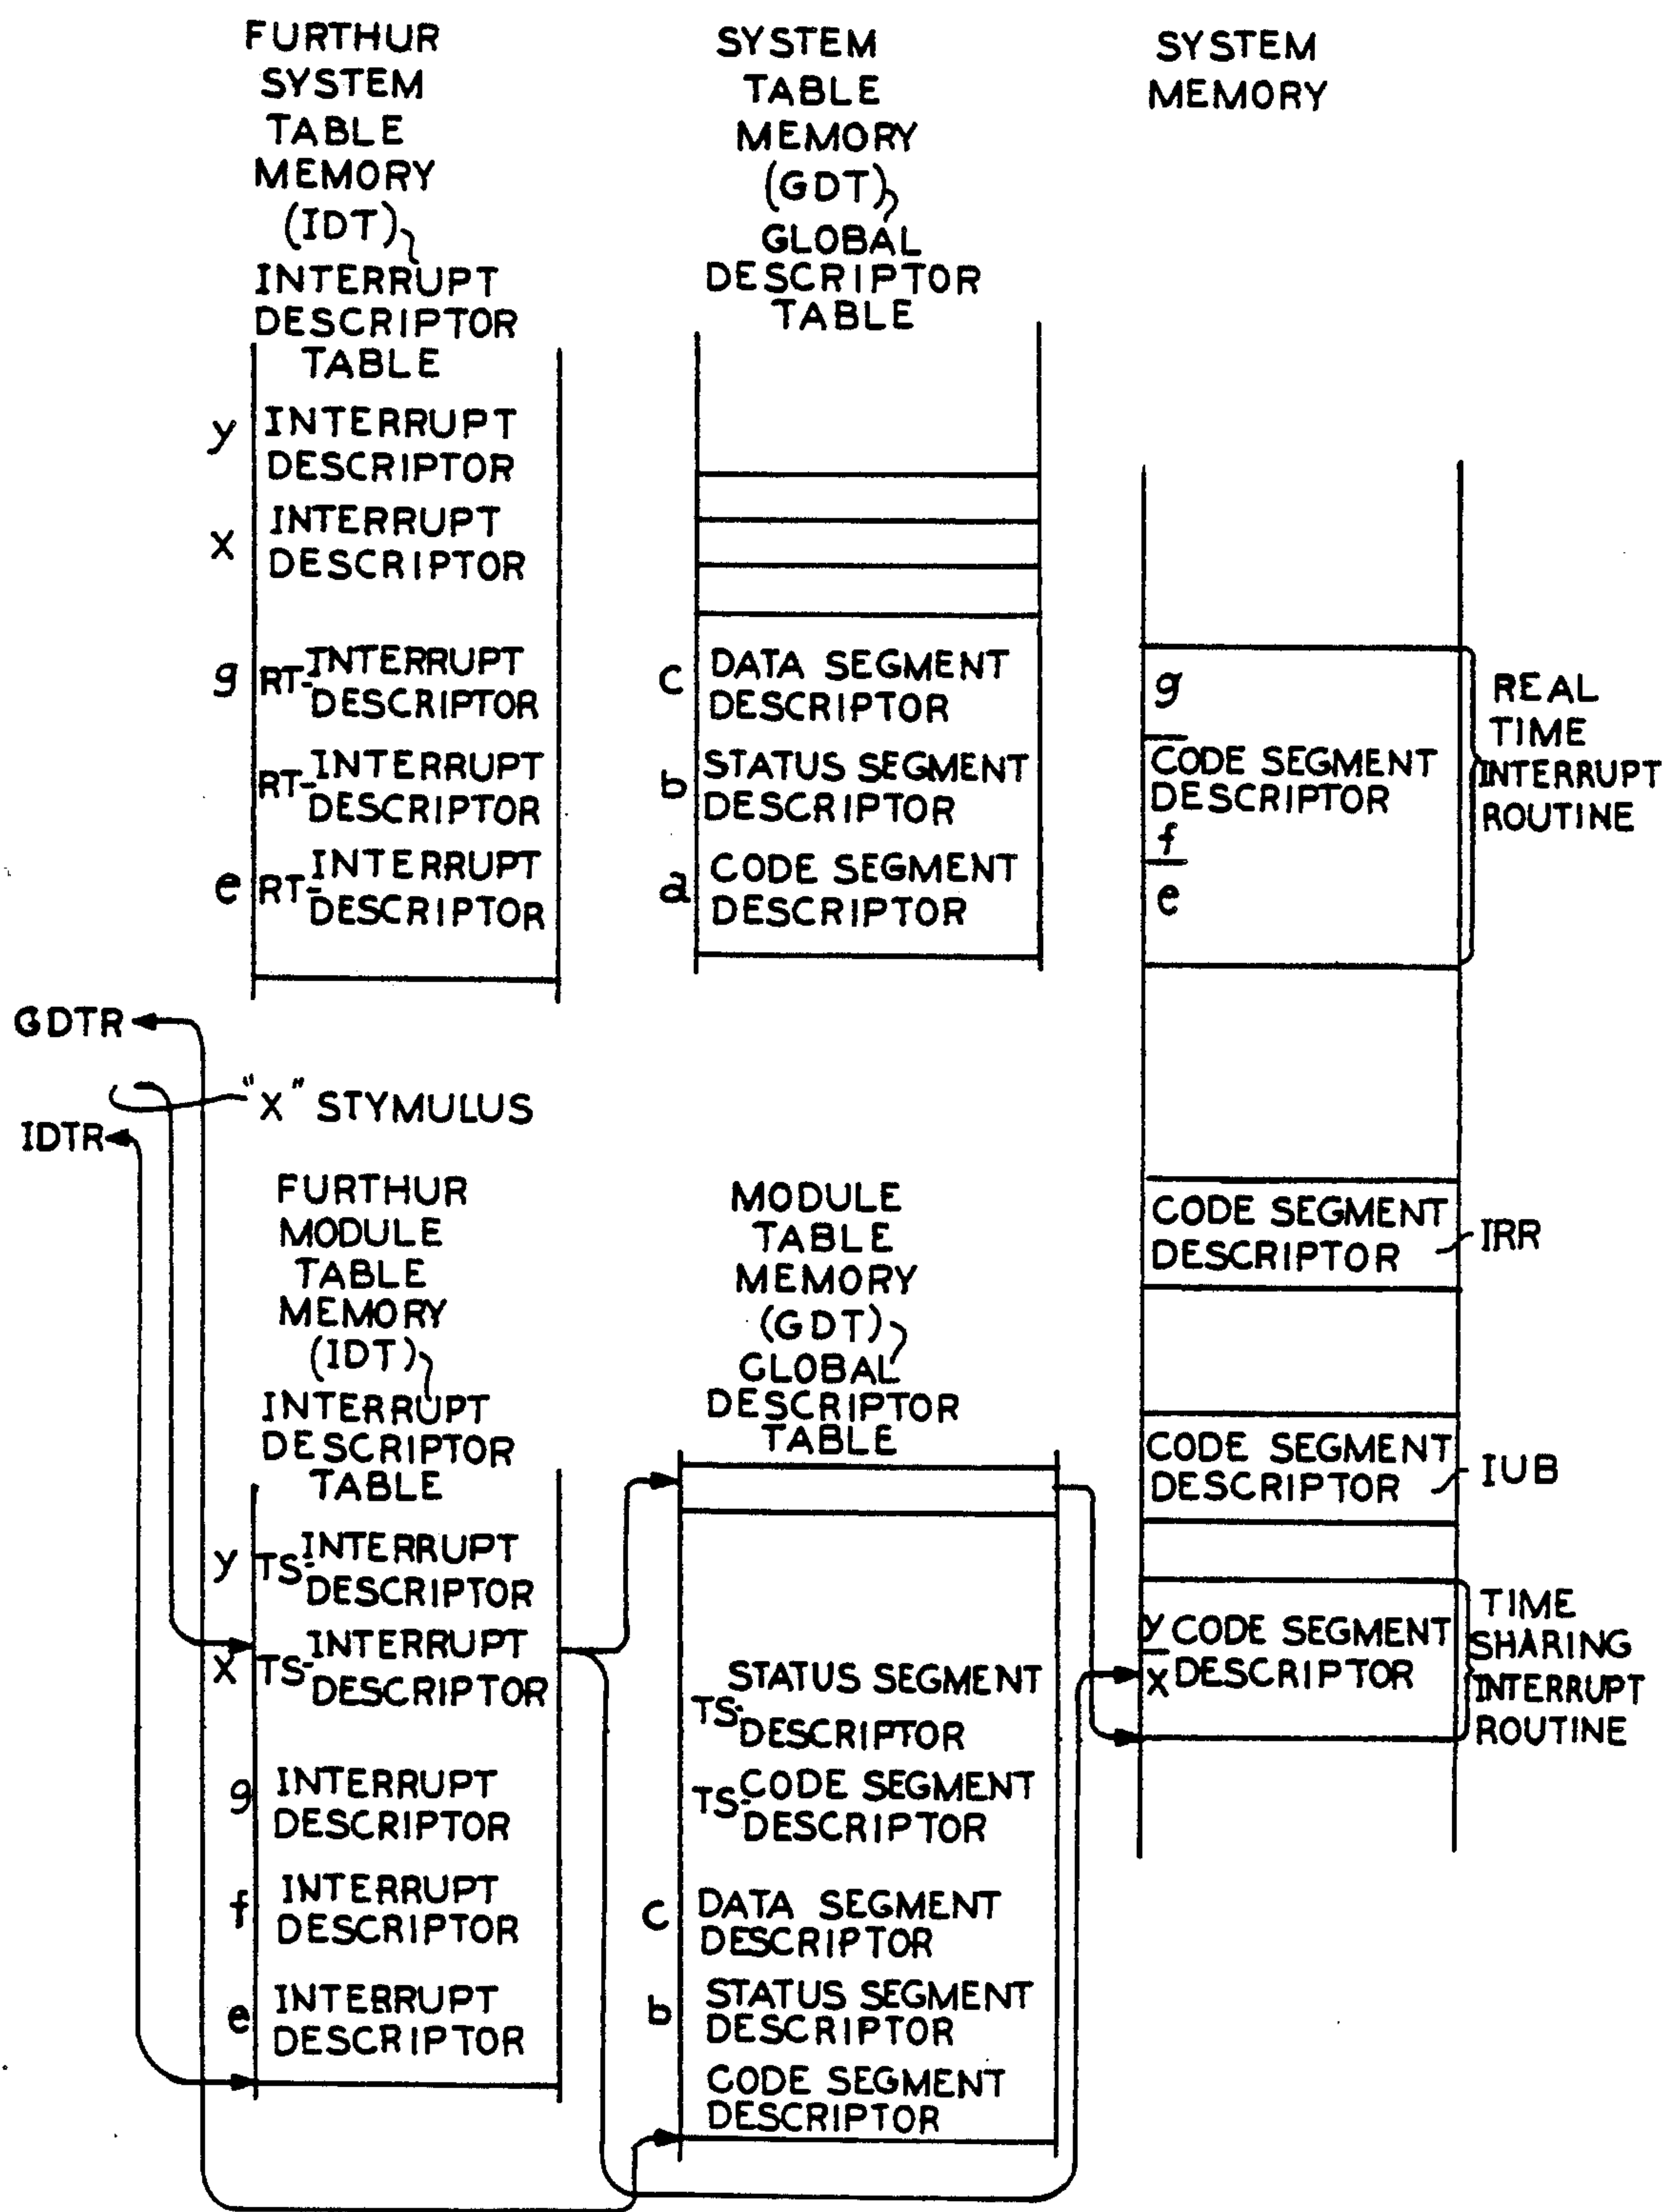 FURTHUR
SYSTEM
TABLE
MEMORY
(IDT)
INTERRUPT
DESCRIPTOR
TABLE
y INTERRUPT
DESCRIPTOR
x INTERRUPT
DESCRIPTOR
g RT-INTERRUPT
DESCRIPTOR
RT-INTERRUPT
DESCRIPTOR
e RT-INTERRUPT
DESCRIPTOR
SYSTEM
TABLE
MEMORY
(GDT)
GLOBAL
DESCRIPTOR
TABLE
c DATA SEGMENT
DESCRIPTOR
b STATUS SEGMENT
DESCRIPTOR
a CODE SEGMENT
DESCRIPTOR
SYSTEM
MEMORY
g
CODE SEGMENT
DESCRIPTOR
f
e
REAL
TIME
INTERRUPT
ROUTINE
GDTR
"X" STYMULUS
IDTR
FURTHUR
MODULE
TABLE
MEMORY
(IDT)
INTERRUPT
DESCRIPTOR
TABLE
y TS-INTERRUPT
DESCRIPTOR
x TS-INTERRUPT
DESCRIPTOR
g INTERRUPT
DESCRIPTOR
f INTERRUPT
DESCRIPTOR
e INTERRUPT
DESCRIPTOR
MODULE
TABLE
MEMORY
(GDT)
GLOBAL
DESCRIPTOR
TABLE
STATUS SEGMENT
TS-DESCRIPTOR
TS-CODE SEGMENT
DESCRIPTOR
c DATA SEGMENT
DESCRIPTOR
b STATUS SEGMENT
DESCRIPTOR
CODE SEGMENT
DESCRIPTOR
CODE SEGMENT
DESCRIPTOR IRR
CODE SEGMENT
DESCRIPTOR IUB
y CODE SEGMENT
x DESCRIPTOR
TIME
SHARING
INTERRUPT
ROUTINE